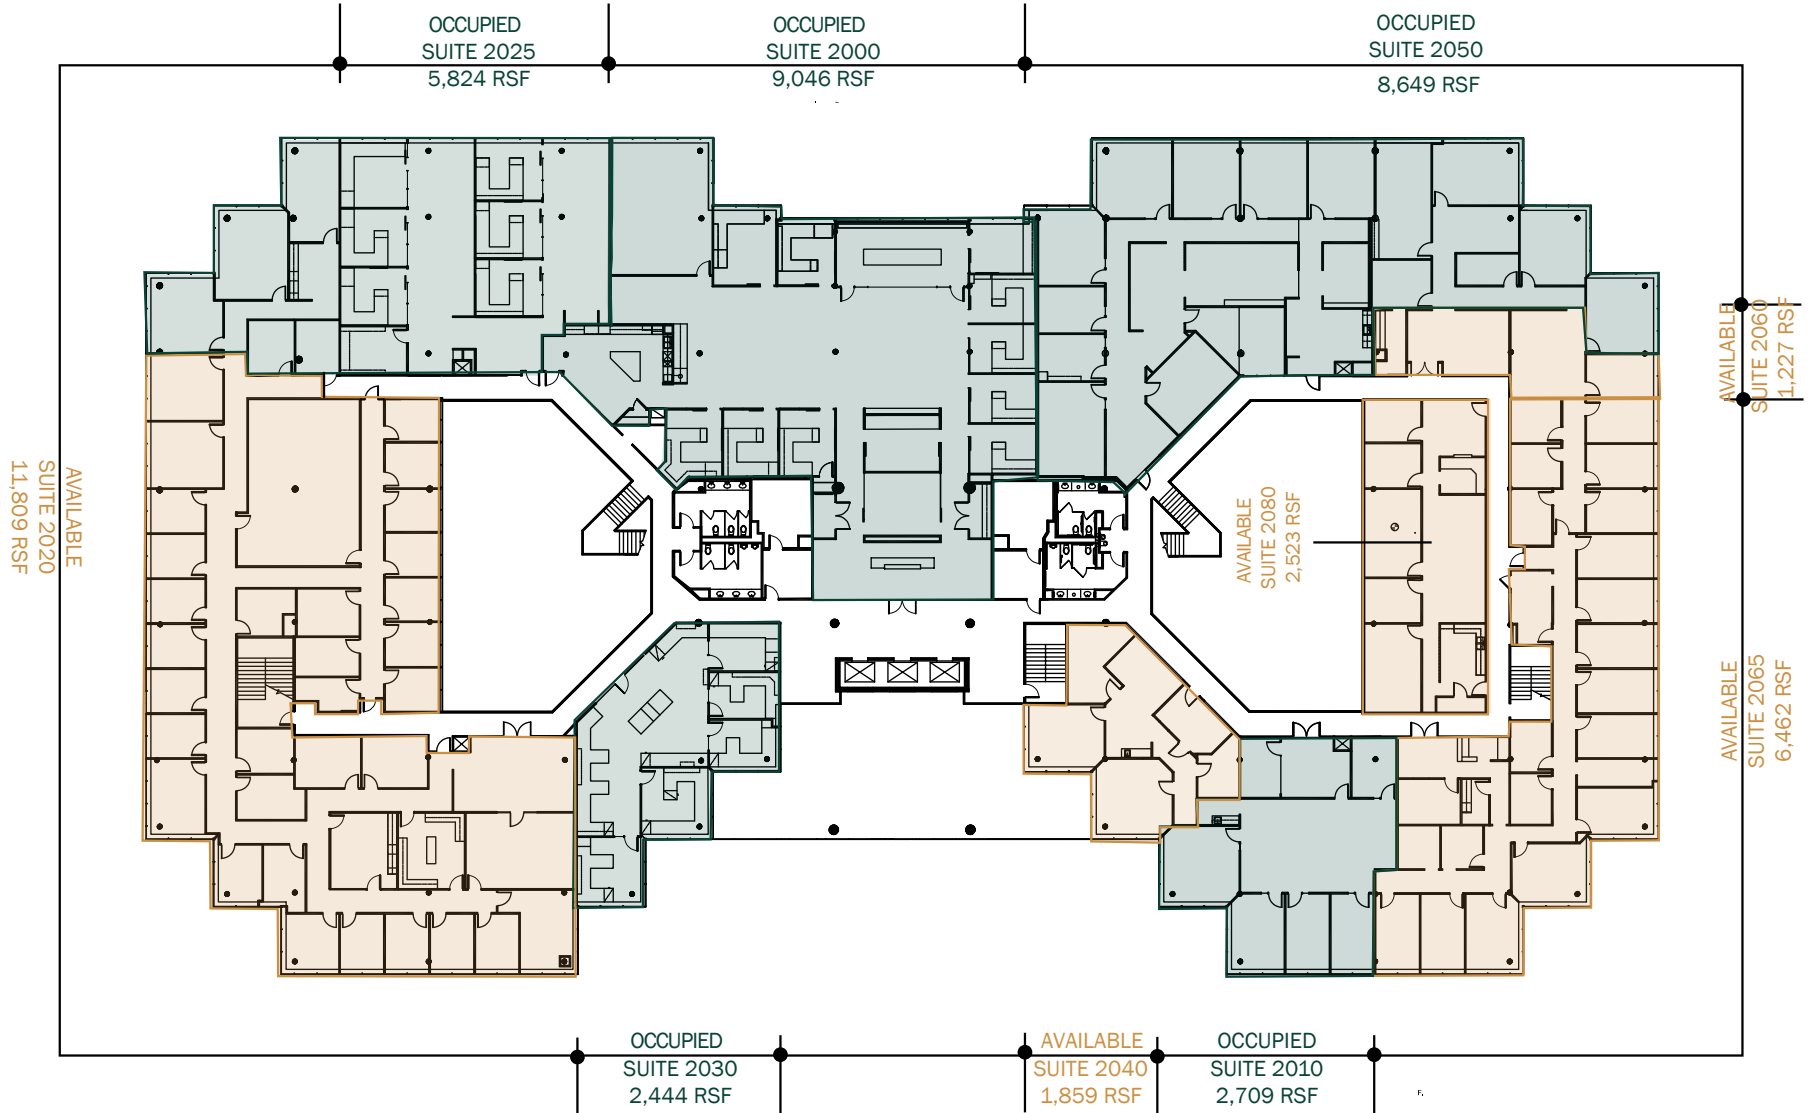 OCCUPIED
SUITE 2025
5,824 RSF
OCCUPIED
SUITE 2000
9,046 RSF
OCCUPIED
SUITE 2050
8,649 RSF
AVAILABLE
SUITE 2060
1,227 RSF
AVAILABLE
SUITE 2020
11,809 RSF
AVAILABLE
SUITE 2080
2,523 RSF
AVAILABLE
SUITE 2065
6,462 RSF
OCCUPIED
SUITE 2030
2,444 RSF
AVAILABLE
SUITE 2040
1,859 RSF
OCCUPIED
SUITE 2010
2,709 RSF